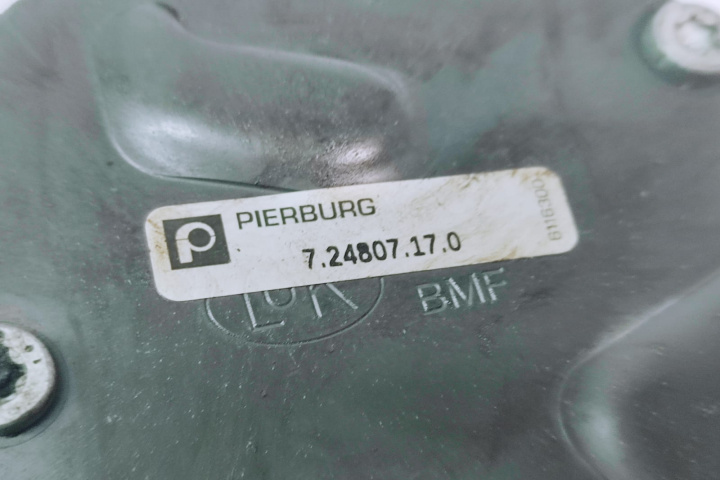 PIERBURG
7.24807.17.0
LuK
BMF